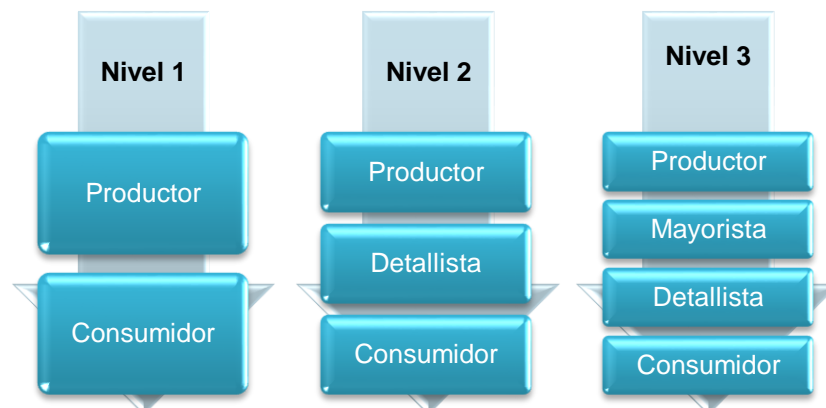 Nivel 1
Productor
Consumidor
Nivel 2
Productor
Detallista
Consumidor
Nivel 3
Productor
Mayorista
Detallista
Consumidor